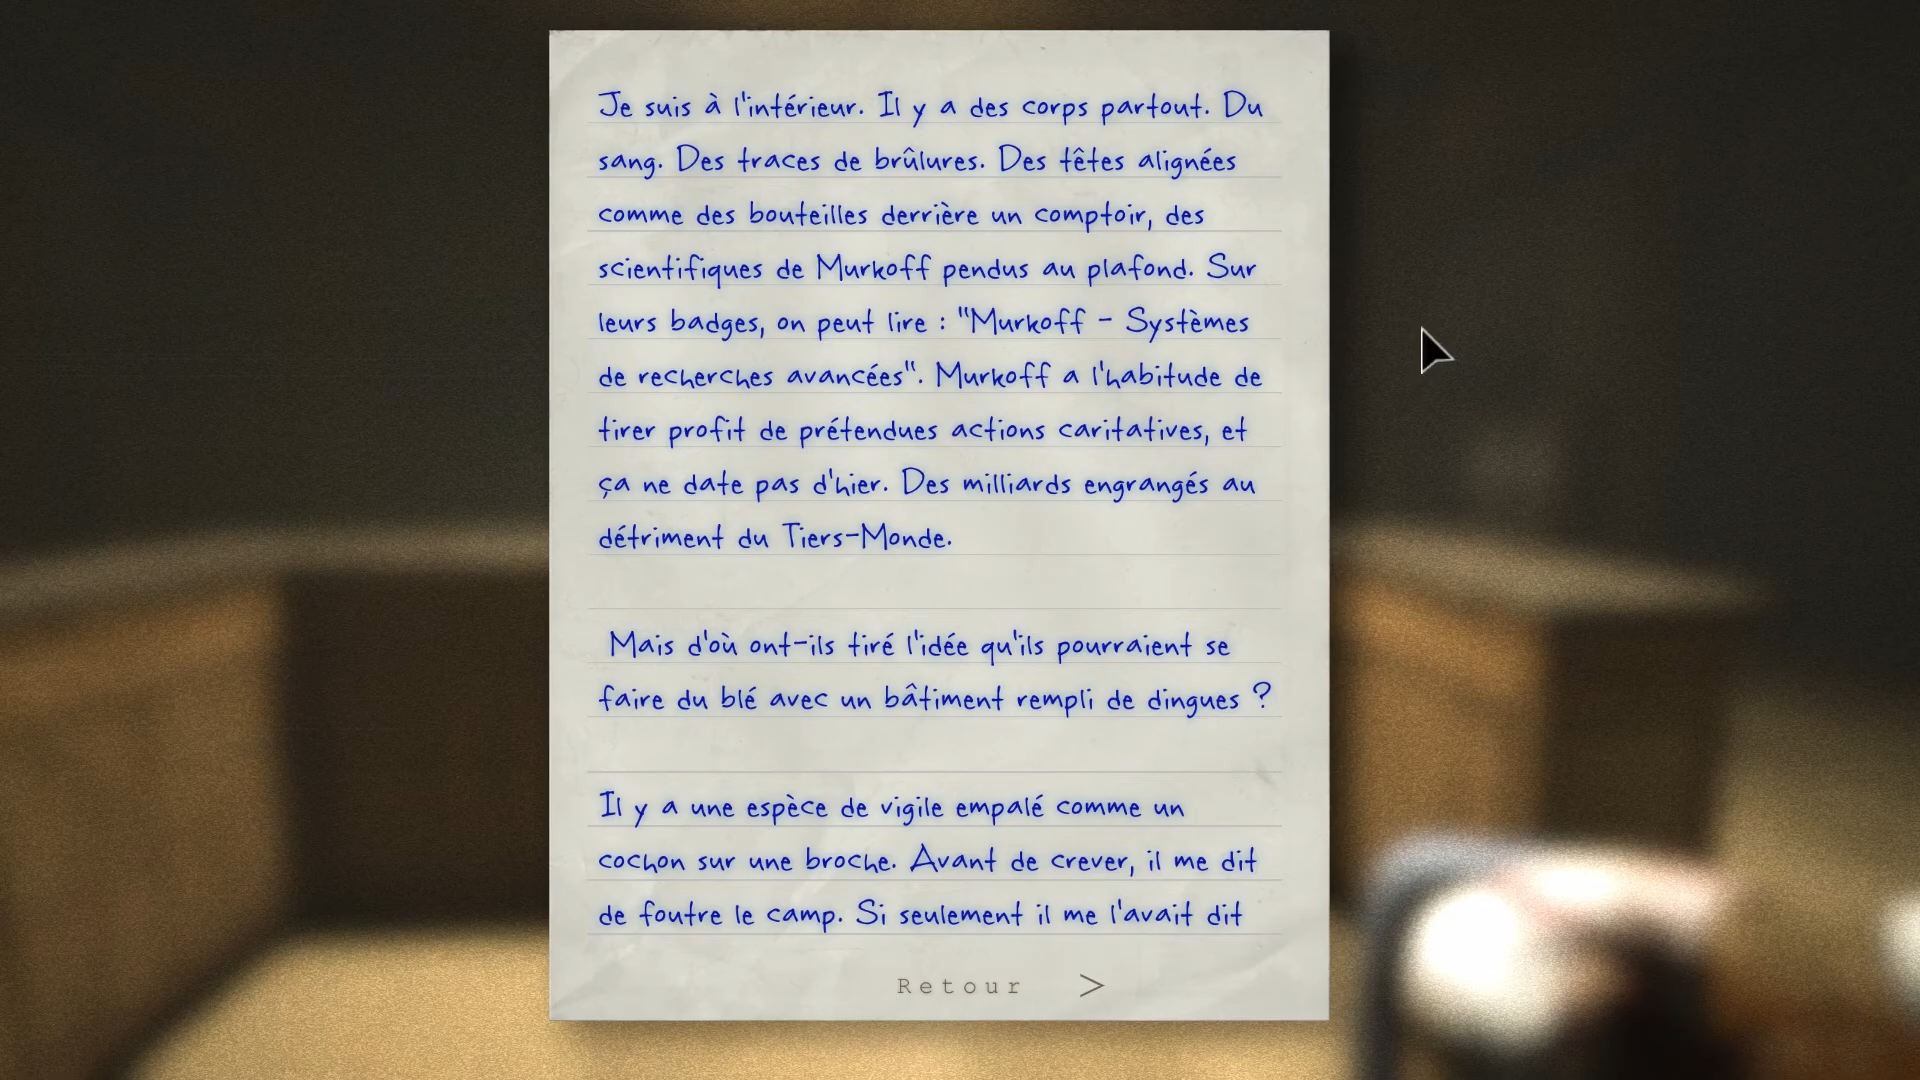 Je suis à l'intérieur. Il y a des corps partout. Du
sang. Des traces de brûlures. Des têtes alignées
comme des bouteilles derrière un comptoir, des
scientifiques de Murkoff pendus au plafond. Sur
leurs badges, on peut lire : "Murkoff - Systèmes
de recherches avancées". Murkoff a l'habitude de
tirer profit de prétendues actions caritatives, et
ça ne date pas d'hier. Des milliards engrangés au
détriment du Tiers-Monde.
Mais d'où ont-ils tiré l'idée qu'ils pourraient se
faire du blé avec un bâtiment rempli de dingues ?
Il y a une espèce de vigile empalé comme un
cochon sur une broche. Avant de crever, il me dit
de foutre le camp. Si seulement il me l'avait dit
Retour >